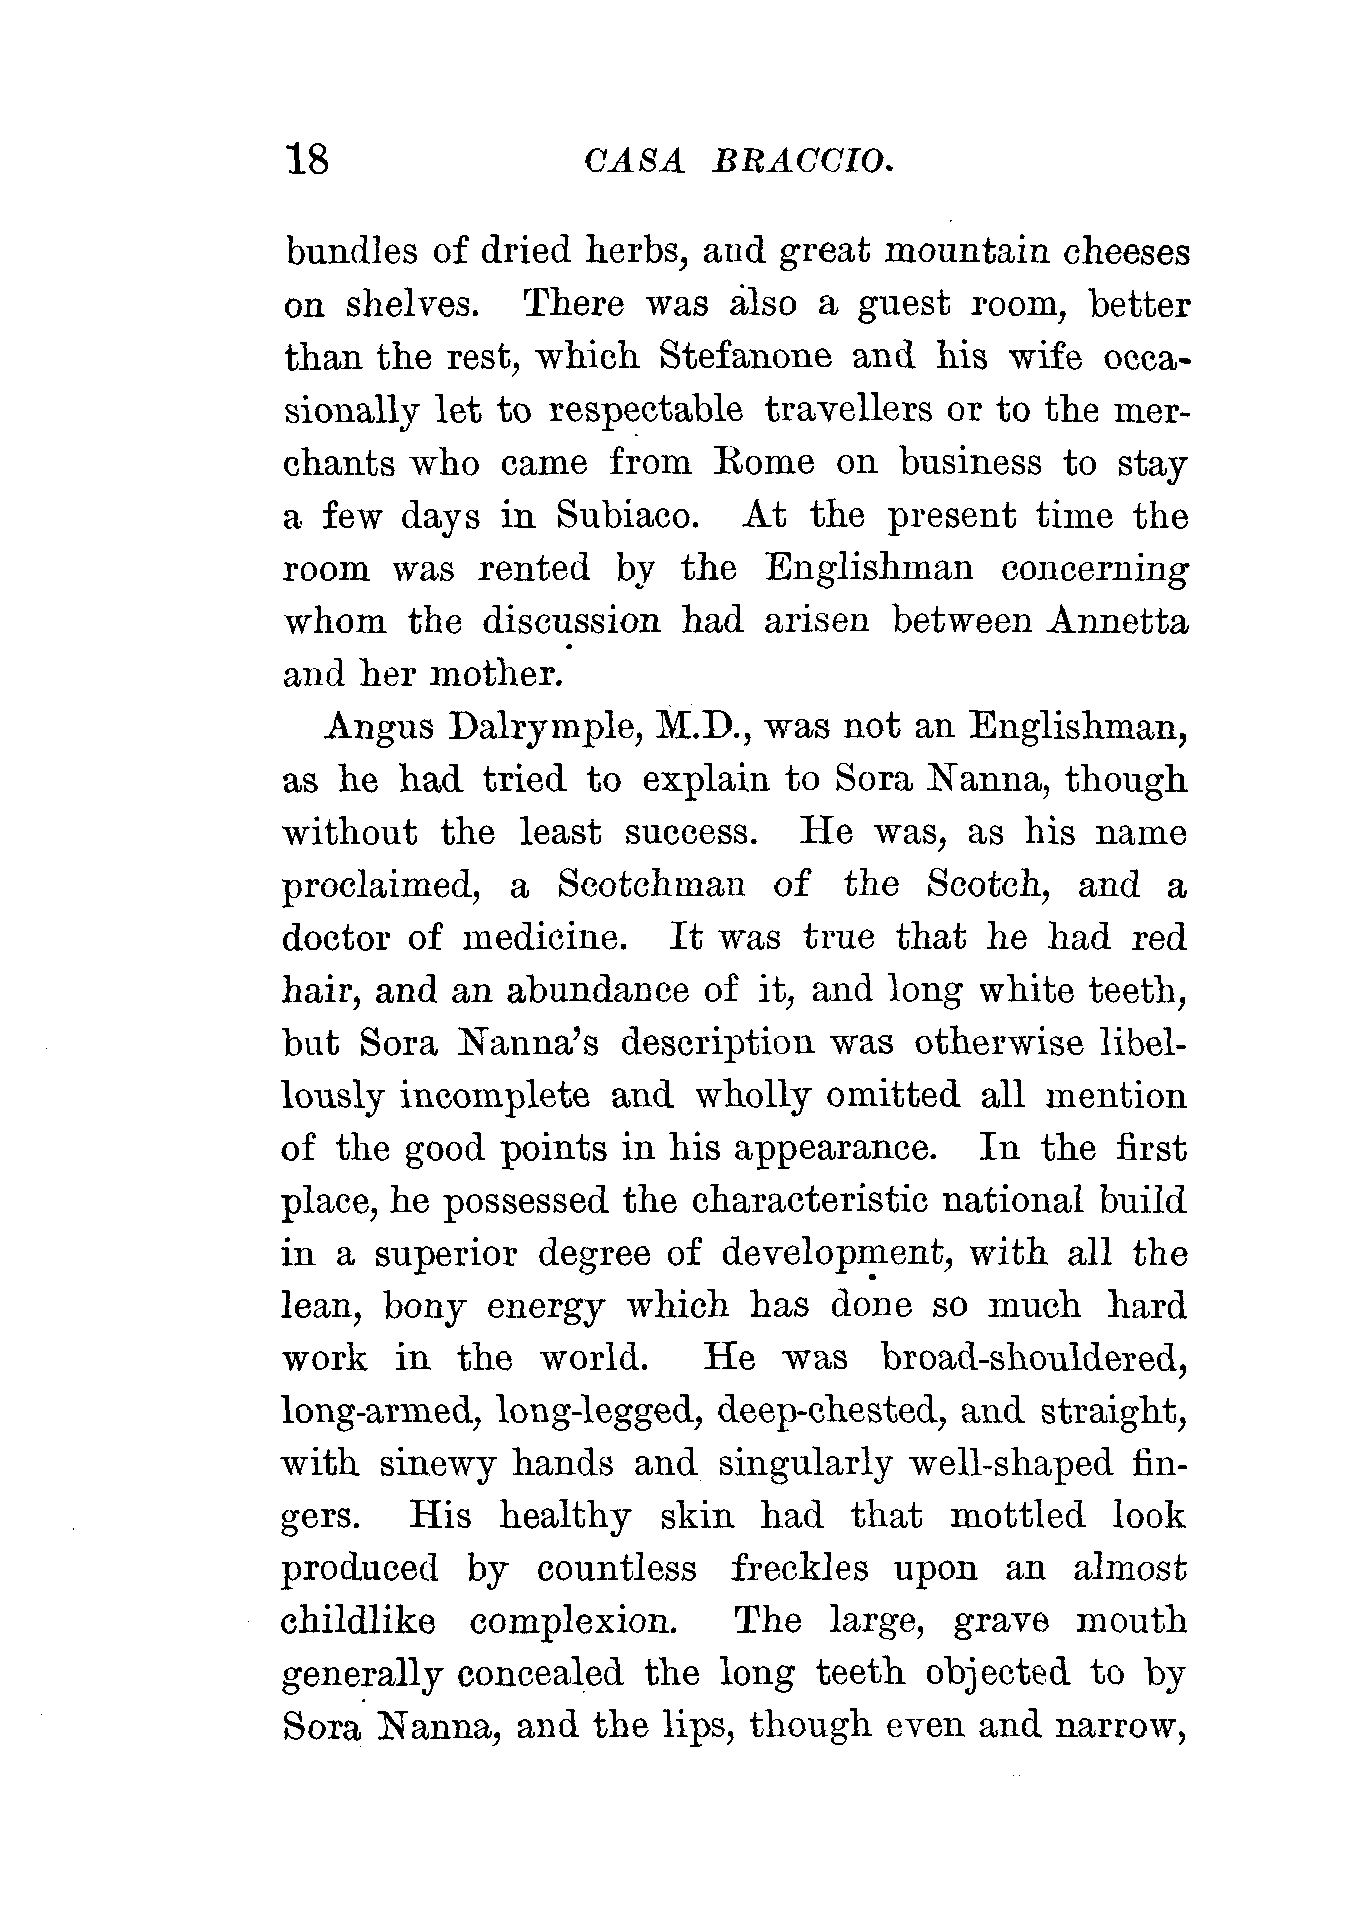 18 CASA BRACCIO.
bundles of dried herbs, and great mountain cheeses
on shelves. There was also a guest room, better
than the rest, which Stefanone and his wife occa-
sionally let to respectable travellers or to the mer-
chants who came from Rome on business to stay
a few days in Subiaco. At the present time the
room was rented by the Englishman concerning
whom the discussion had arisen between Annetta
and her mother.
Angus Dalrymple, M.D., was not an Englishman,
as he had tried to explain to Sora Nanna, though
without the least success. He was, as his name
proclaimed, a Scotchman of the Scotch, and a
doctor of medicine. It was true that he had red
hair, and an abundance of it, and long white teeth,
but Sora Nanna's description was otherwise libel-
lously incomplete and wholly omitted all mention
of the good points in his appearance. In the first
place, he possessed the characteristic national build
in a superior degree of development, with all the
lean, bony energy which has done so much hard
work in the world. He was broad-shouldered,
long-armed, long-legged, deep-chested, and straight,
with sinewy hands and singularly well-shaped fin-
gers. His healthy skin had that mottled look
produced by countless freckles upon an almost
childlike complexion. The large, grave mouth
generally concealed the long teeth objected to by
Sora Nanna, and the lips, though even and narrow,